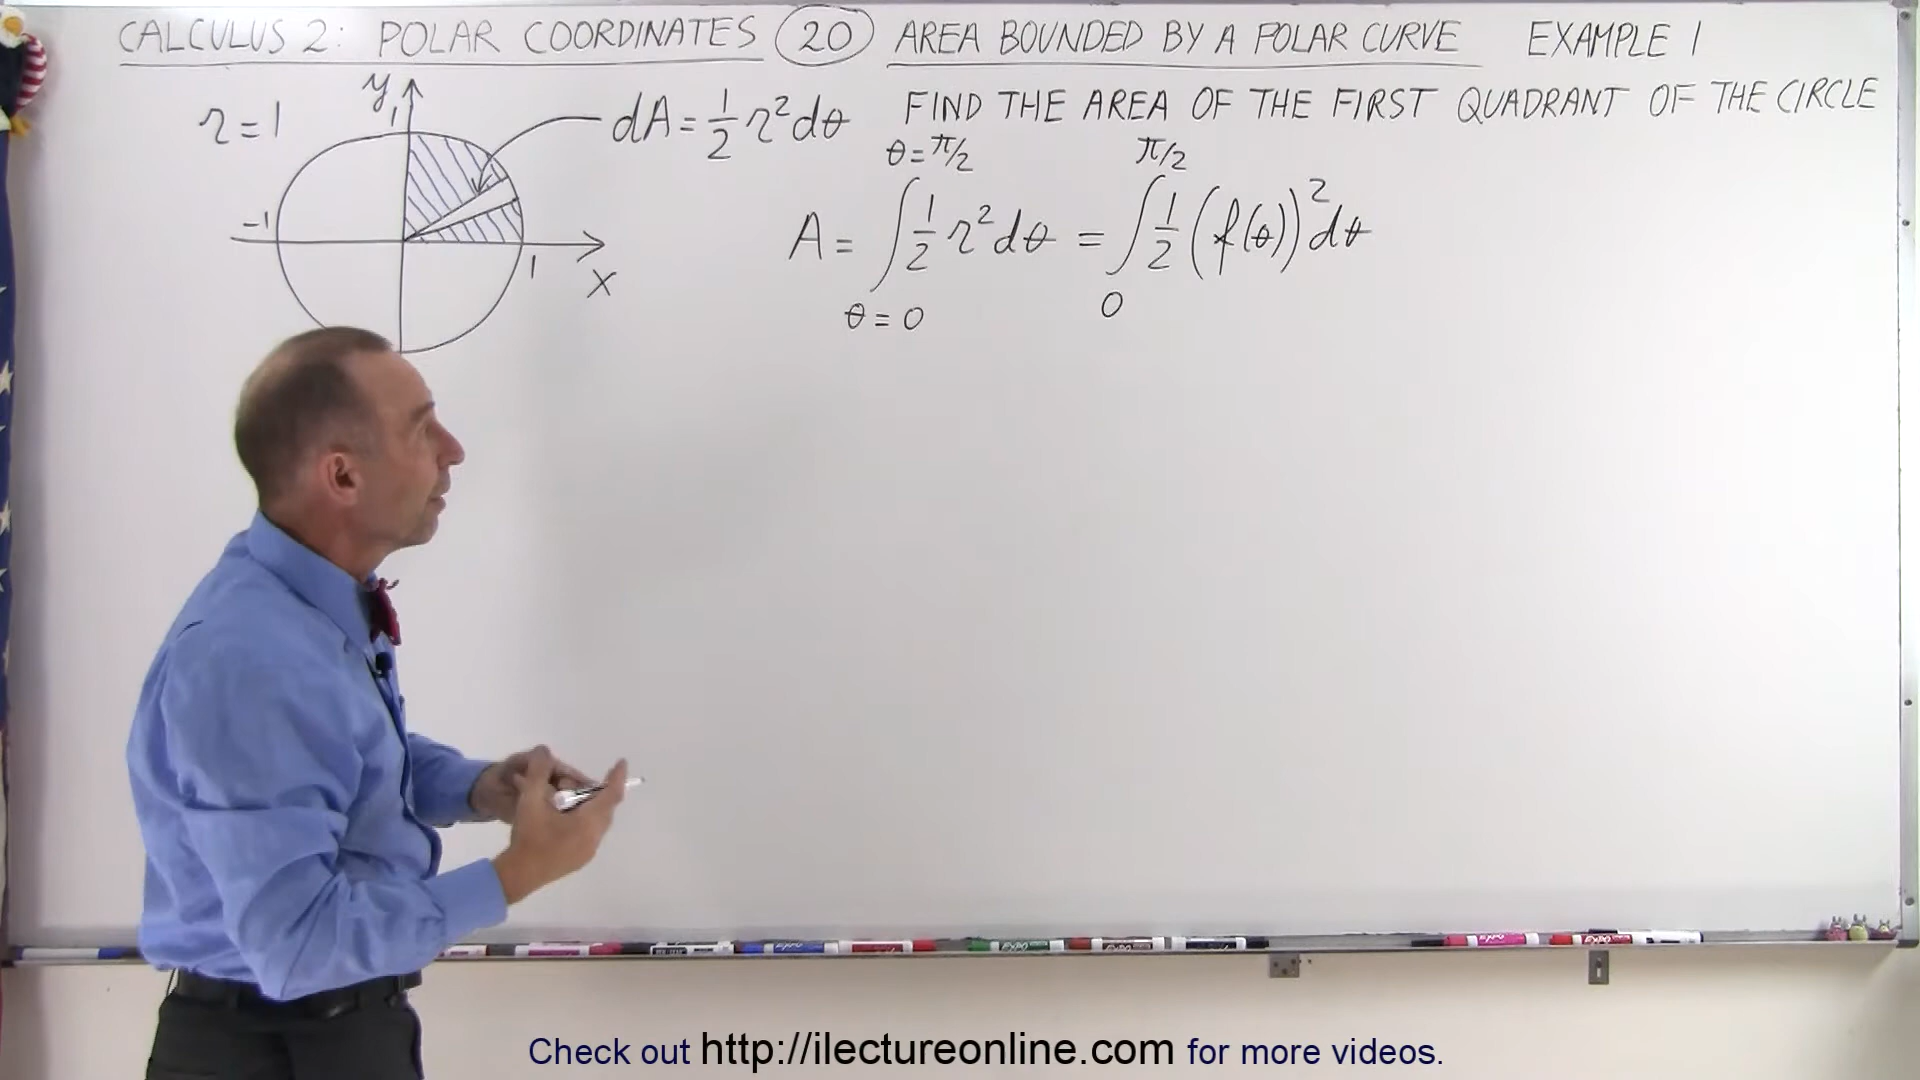 CALCULUS 2: POLAR COORDINATES 20 AREA BOUNDED BY A POLAR CURVE EXAMPLE 1
r=1
y
1
-1
1
x
dA = 1/2 r² dθ
FIND THE AREA OF THE FIRST QUADRANT OF THE CIRCLE
θ=π/2 π/2
A = ∫ 1/2 r² dθ = ∫ 1/2 (f(θ))² dθ
θ=0 0
Check out http://ilectureonline.com for more videos.